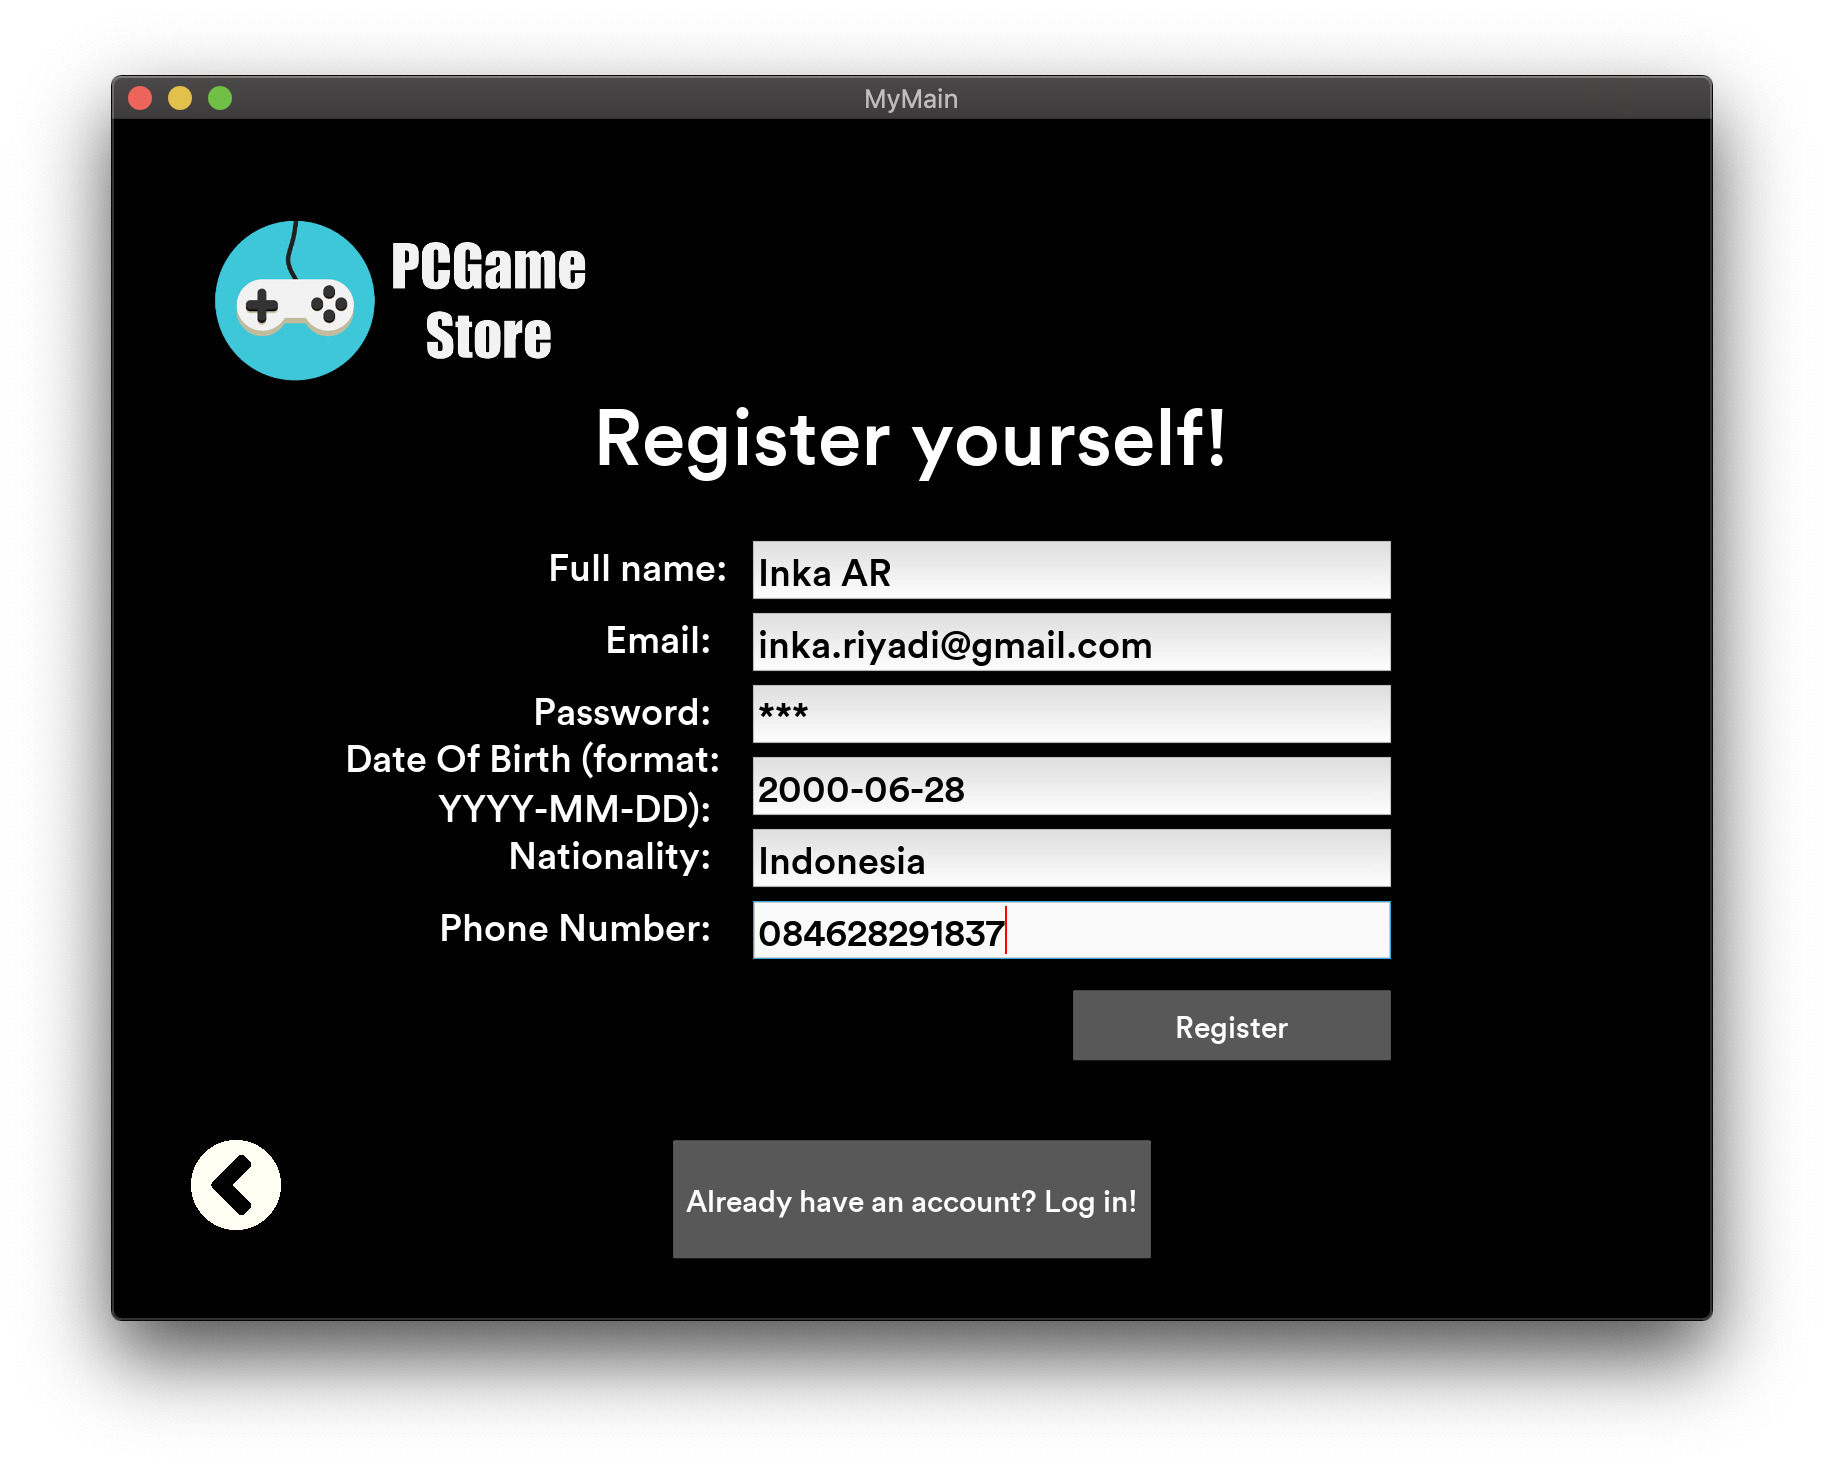 MyMain
PCGame
Store
Register yourself!
Full name: Inka AR
Email: inka.riyadi@gmail.com
Password: ***
Date Of Birth (format:
YYYY-MM-DD): 2000-06-28
Nationality: Indonesia
Phone Number: 084628291837
Register
Already have an account? Log in!